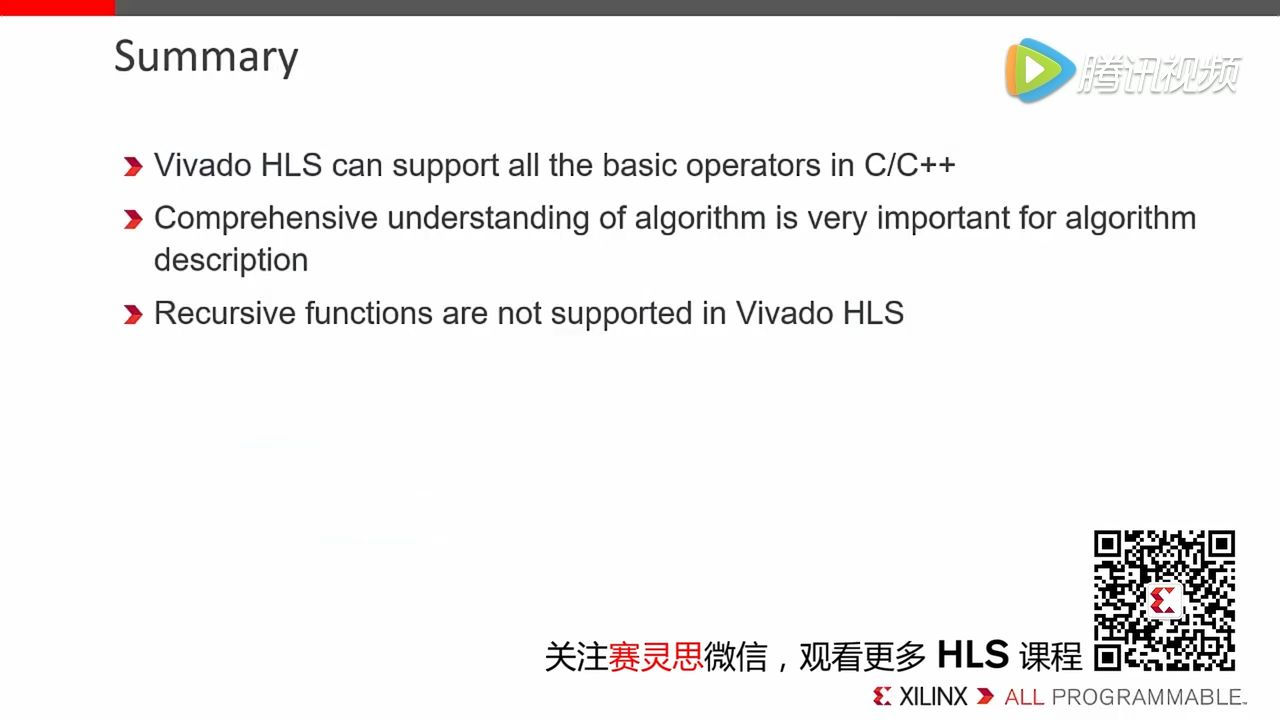 Summary
腾讯视频
Vivado HLS can support all the basic operators in C/C++
Comprehensive understanding of algorithm is very important for algorithm
description
Recursive functions are not supported in Vivado HLS
关注赛灵思微信，观看更多 HLS 课程
XILINX ALL PROGRAMMABLE™